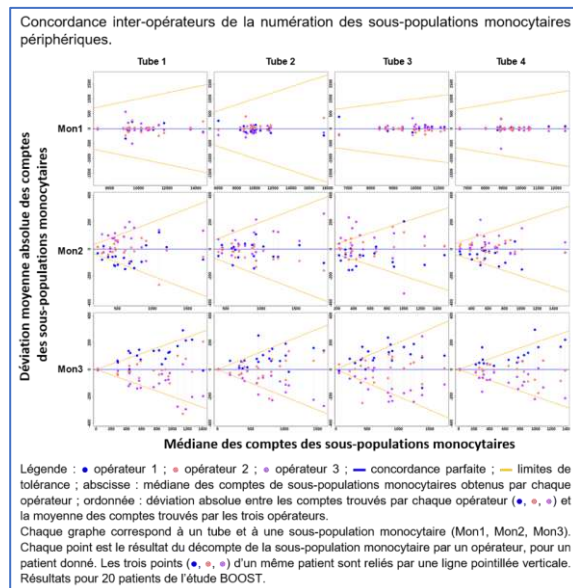 Concordance inter-opérateurs de la numération des sous-populations monocytaires
périphériques.
Tube 1 Tube 2 Tube 3 Tube 4
Déviation moyenne absolue des comptes
des sous-populations monocytaires
Mon1
Mon2
Mon3
Médiane des comptes des sous-populations monocytaires
Légende : ● opérateur 1 ; ● opérateur 2 ; ● opérateur 3 ; — concordance parfaite ; — limites de
tolérance ; abscisse : médiane des comptes de sous-populations monocytaires obtenus par chaque
opérateur ; ordonnée : déviation absolue entre les comptes trouvés par chaque opérateur (●, ●, ●) et
la moyenne des comptes trouvés par les trois opérateurs.
Chaque graphe correspond à un tube et à une sous-population monocytaire (Mon1, Mon2, Mon3).
Chaque point est le résultat du décompte de la sous-population monocytaire par un opérateur, pour un
patient donné. Les trois points (●, ●, ●) d'un même patient sont reliés par une ligne pointillée verticale.
Résultats pour 20 patients de l'étude BOOST.